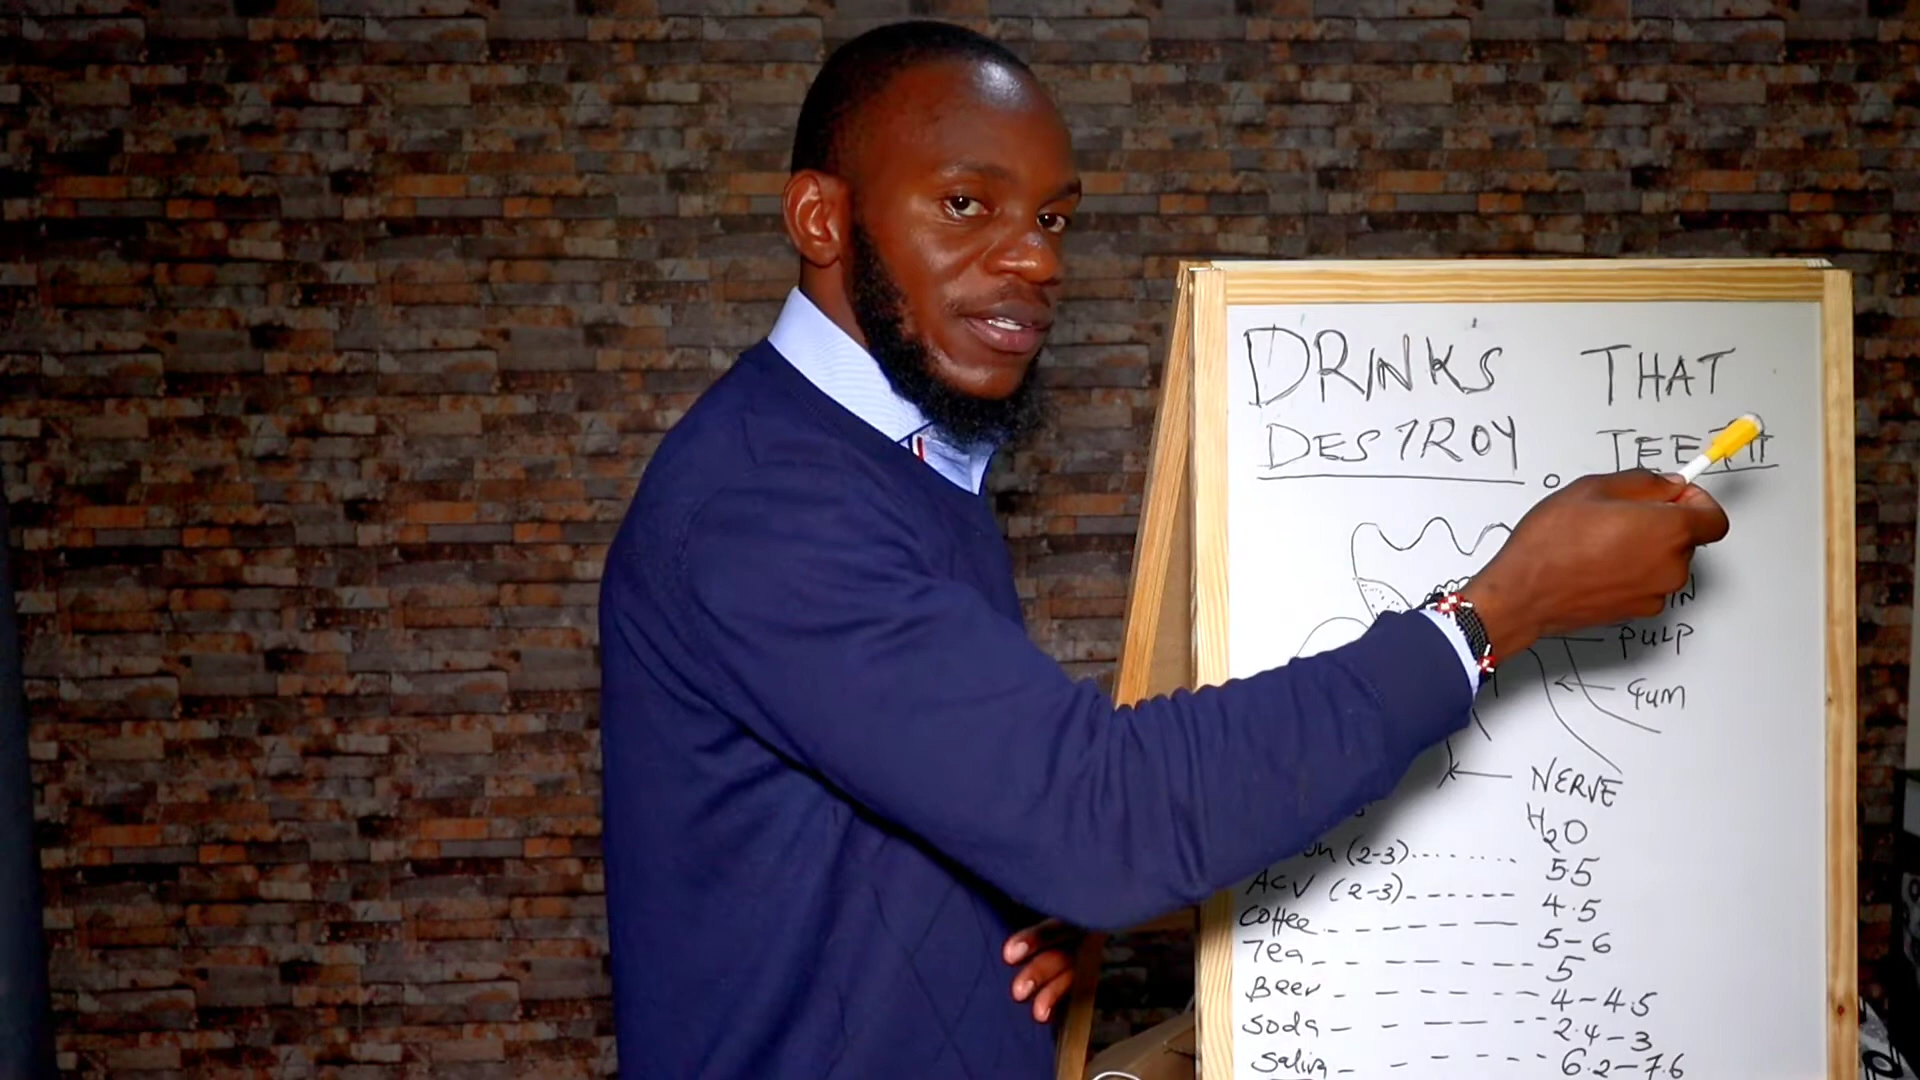 DRINKS THAT
DESTROY TEETH
PULP
Gum
NERVE
H2O
(2-3)........ 5.5
ACV (2-3)------ 4.5
Coffee.------ 5-6
Tea------- 5
Beer------ 4-4.5
Soda------ 2.4-3
Saliva------ 6.2-7.6